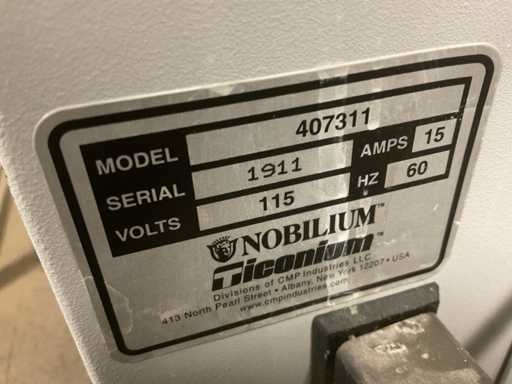 MODEL 407311
SERIAL 1911 AMPS 15
VOLTS 115 HZ 60
NOBILIUM™
Ticonium™
Divisions of CMP Industries LLC
413 North Pearl Street • Albany, New York 12207 • USA
www.cmpindustries.com